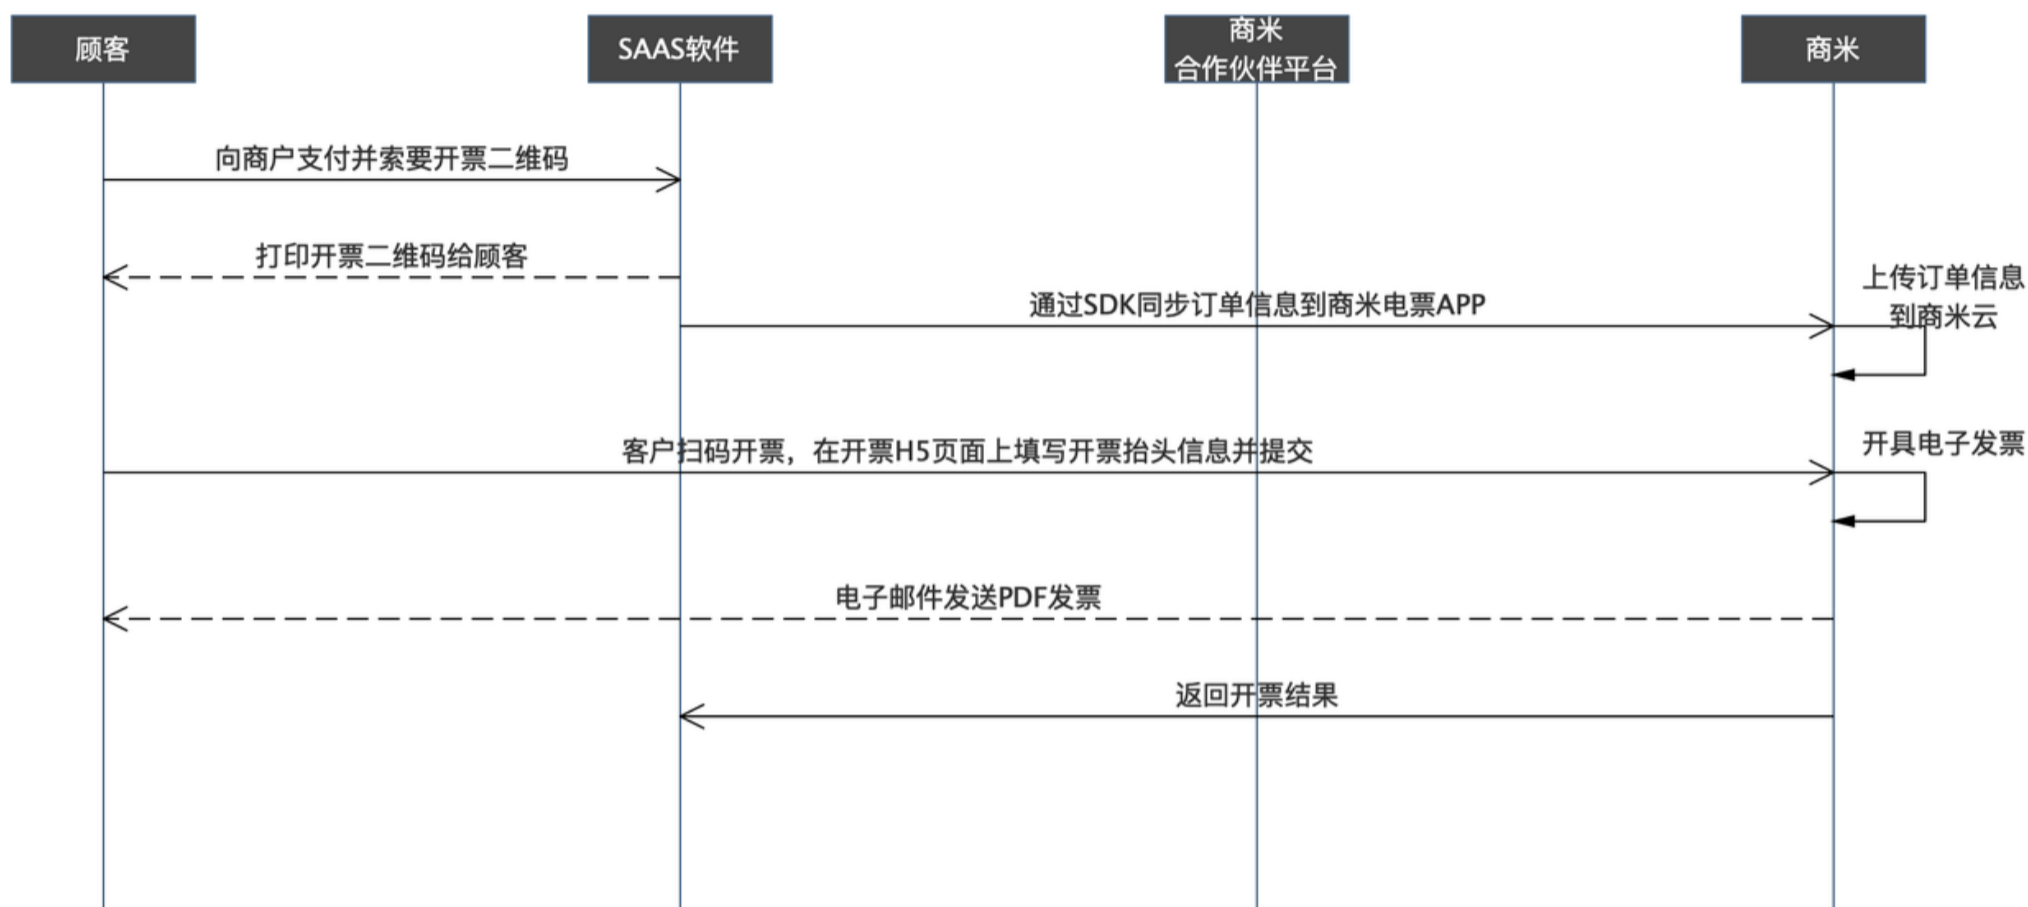 顾客
SAAS软件
商米
合作伙伴平台
商米
向商户支付并索要开票二维码
打印开票二维码给顾客
通过SDK同步订单信息到商米电票APP
上传订单信息
到商米云
客户扫码开票，在开票H5页面上填写开票抬头信息并提交
开具电子发票
电子邮件发送PDF发票
返回开票结果